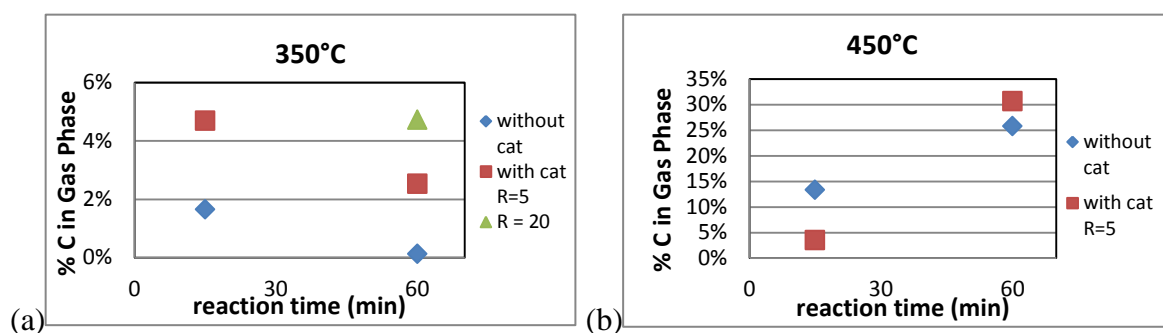 350°C
% C in Gas Phase
6%
4%
2%
0%
0
30
60
reaction time (min)
without
cat
with cat
R=5
R = 20
(a)
450°C
% C in Gas Phase
35%
30%
25%
20%
15%
10%
5%
0%
0
30
60
reaction time (min)
without
cat
with cat
R=5
(b)